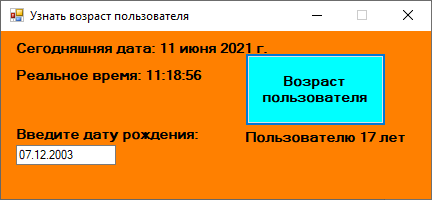 Узнать возраст пользователя
Сегодняшняя дата: 11 июня 2021 г.
Реальное время: 11:18:56
Возраст
пользователя
Введите дату рождения:
Пользователю 17 лет
07.12.2003